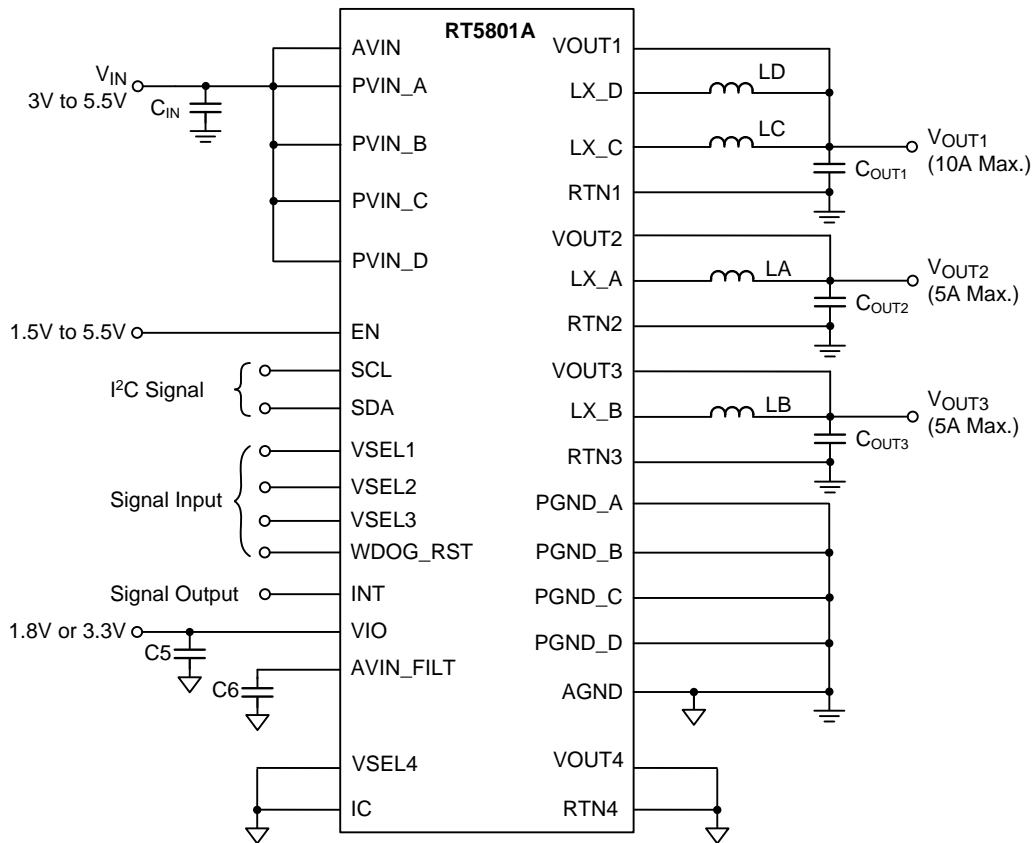 RT5801A
V_IN
3V to 5.5V
C_IN
1.5V to 5.5V
I²C Signal
Signal Input
Signal Output
1.8V or 3.3V
C5
C6
AVIN
PVIN_A
PVIN_B
PVIN_C
PVIN_D
EN
SCL
SDA
VSEL1
VSEL2
VSEL3
WDOG_RST
INT
VIO
AVIN_FILT
VSEL4
IC
VOUT1
LX_D
LX_C
RTN1
VOUT2
LX_A
RTN2
VOUT3
LX_B
RTN3
PGND_A
PGND_B
PGND_C
PGND_D
AGND
VOUT4
RTN4
LD
LC
V_OUT1
(10A Max.)
C_OUT1
LA
V_OUT2
(5A Max.)
C_OUT2
LB
V_OUT3
(5A Max.)
C_OUT3